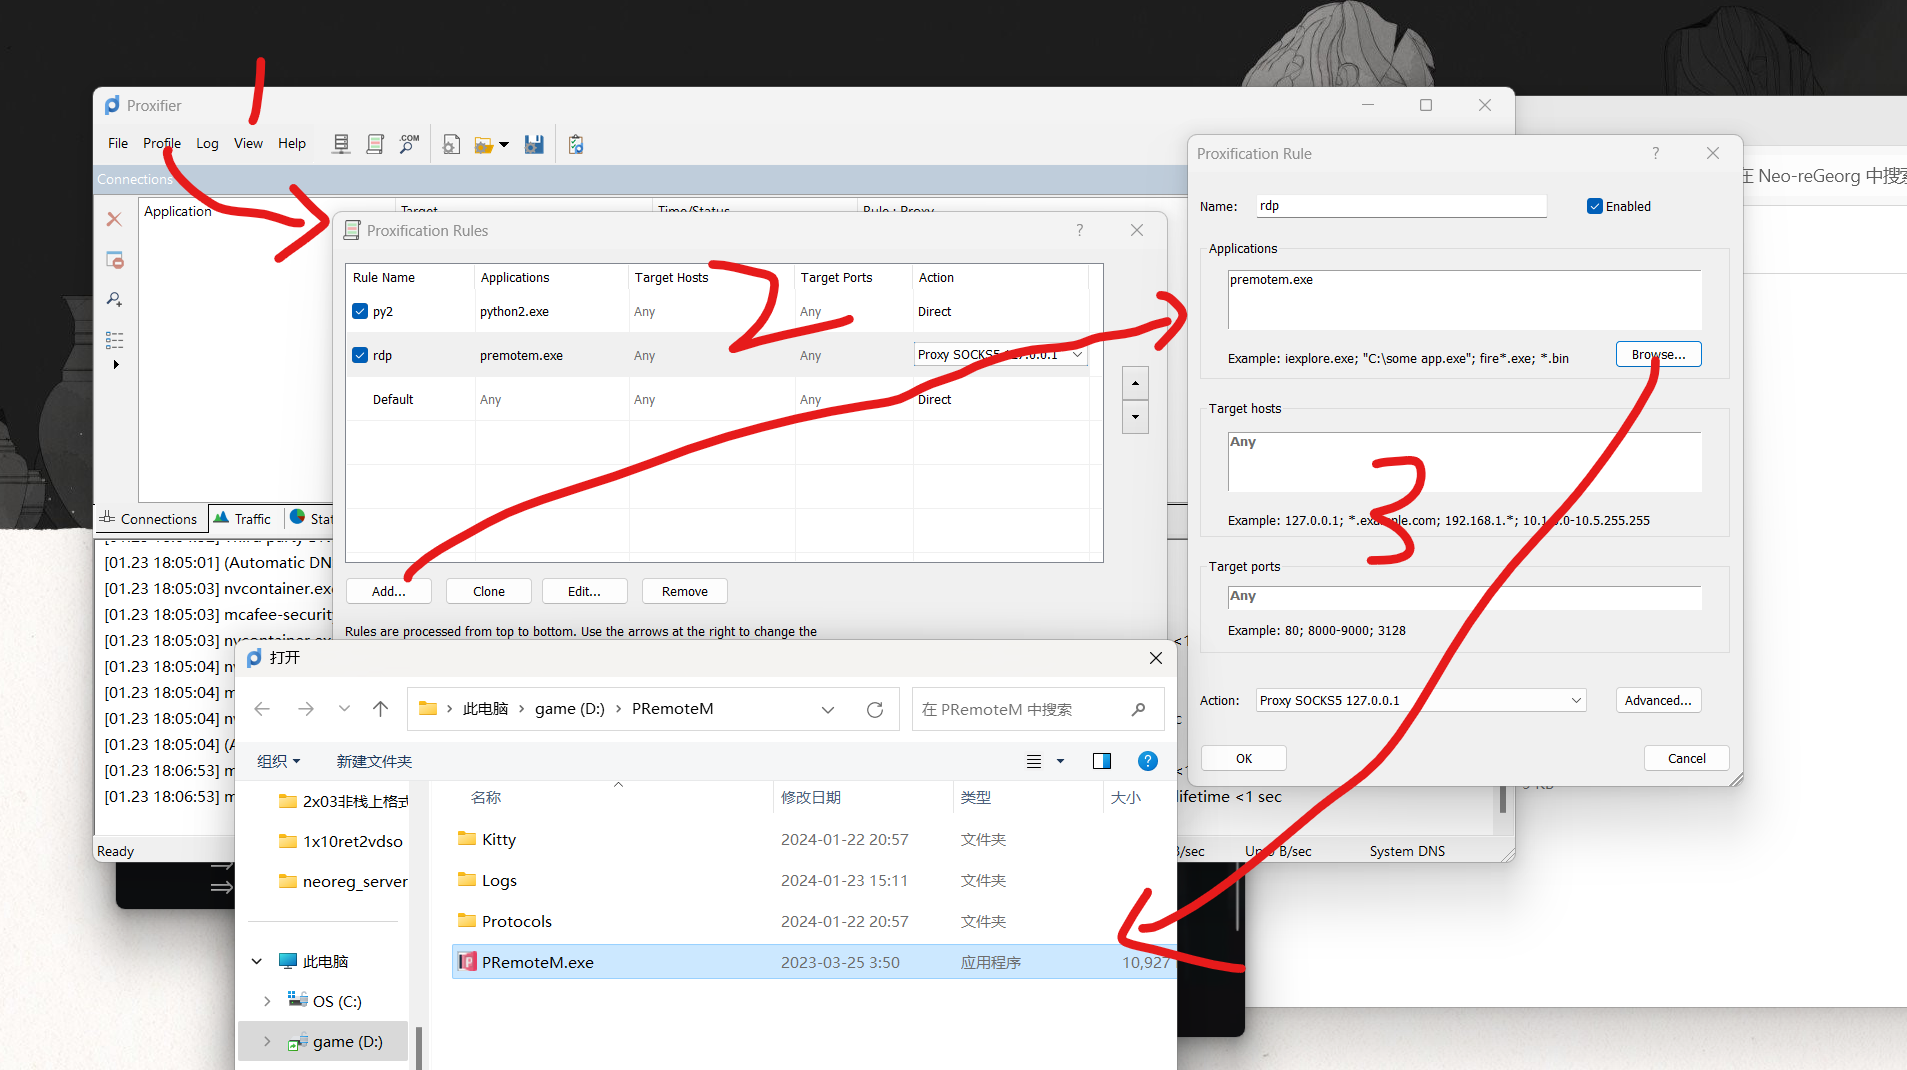 1
Proxifier
File Profile Log View Help
.COM
Connections
Application Target Time/Status Rule : Proxy
Proxification Rules
?
Rule Name Applications Target Hosts Target Ports Action
py2 python2.exe Any Any Direct
rdp premotem.exe Any Any Proxy SOCKS5 127.0.0.1
Default Any Any Any Direct
2
Add... Clone Edit... Remove
Rules are processed from top to bottom. Use the arrows at the right to change the
Connections Traffic Stat
[01.23 18:05:01] (Automatic DN
[01.23 18:05:03] nvcontainer.exe
[01.23 18:05:03] mcafee-securit
[01.23 18:05:03] nvcontainer.exe
[01.23 18:05:04] n
[01.23 18:05:04] m
[01.23 18:05:04] n
[01.23 18:05:04] (A
[01.23 18:06:53] m
[01.23 18:06:53] m
lifetime <1 sec
Ready
B/sec Up 0 B/sec System DNS
Proxification Rule
?
Name: rdp Enabled
Applications
premotem.exe
Example: iexplore.exe; "C:\some app.exe"; fire*.exe; *.bin Browse...
Target hosts
Any
3
Example: 127.0.0.1; *.example.com; 192.168.1.*; 10.1.0.0-10.5.255.255
Target ports
Any
Example: 80; 8000-9000; 3128
Action: Proxy SOCKS5 127.0.0.1 Advanced...
OK Cancel
在 Neo-reGeorg 中搜索
打开
此电脑 game (D:) PRemoteM
在 PRemoteM 中搜索
组织 新建文件夹
名称 修改日期 类型 大小
2x03非栈上格式
1x10ret2vdso
neoreg_server
此电脑
OS (C:)
game (D:)
Kitty 2024-01-22 20:57 文件夹
Logs 2024-01-23 15:11 文件夹
Protocols 2024-01-22 20:57 文件夹
PRemoteM.exe 2023-03-25 3:50 应用程序 10,927